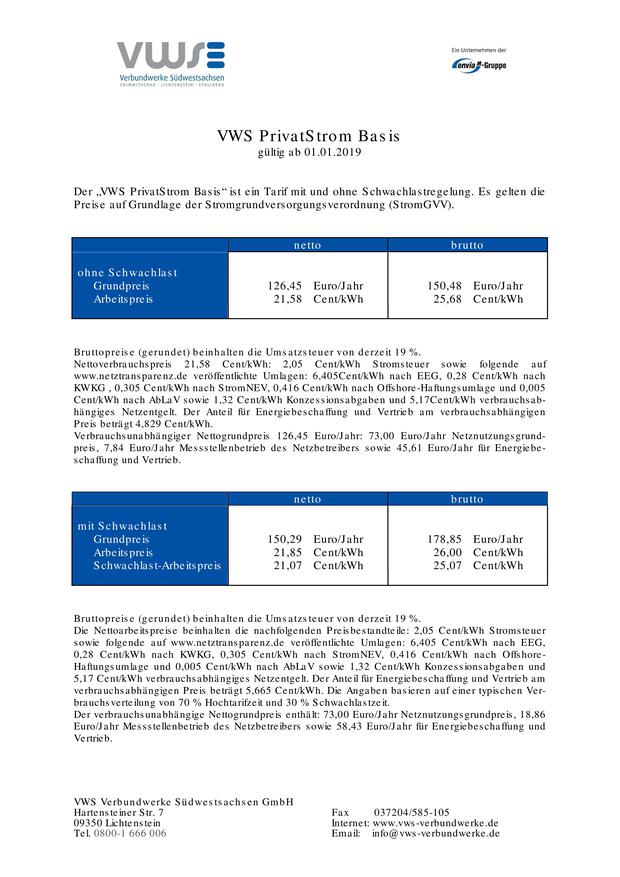 VWS
Verbundwerke Südwestsachsen
CRIMMITSCHAU · LICHTENSTEIN · STOLLBERG
Ein Unternehmen der
enviaM-Gruppe
VWS PrivatStrom Basis
gültig ab 01.01.2019
Der „VWS PrivatStrom Basis“ ist ein Tarif mit und ohne Schwachlastregelung. Es gelten die
Preise auf Grundlage der Stromgrundversorgungsverordnung (StromGVV).
netto brutto
ohne Schwachlast
Grundpreis 126,45 Euro/Jahr 150,48 Euro/Jahr
Arbeitspreis 21,58 Cent/kWh 25,68 Cent/kWh
Bruttopreise (gerundet) beinhalten die Umsatzsteuer von derzeit 19 %.
Nettoverbrauchspreis 21,58 Cent/kWh: 2,05 Cent/kWh Stromsteuer sowie folgende auf
www.netztransparenz.de veröffentlichte Umlagen: 6,405Cent/kWh nach EEG, 0,28 Cent/kWh nach
KWKG , 0,305 Cent/kWh nach StromNEV, 0,416 Cent/kWh nach Offshore-Haftungsumlage und 0,005
Cent/kWh nach AbLaV sowie 1,32 Cent/kWh Konzessionsabgaben und 5,17Cent/kWh verbrauchsab-
hängiges Netzentgelt. Der Anteil für Energiebeschaffung und Vertrieb am verbrauchsabhängigen
Preis beträgt 4,829 Cent/kWh.
Verbrauchsunabhängiger Nettogrundpreis 126,45 Euro/Jahr: 73,00 Euro/Jahr Netznutzungsgrund-
preis, 7,84 Euro/Jahr Messstellenbetrieb des Netzbetreibers sowie 45,61 Euro/Jahr für Energiebe-
schaffung und Vertrieb.
netto brutto
mit Schwachlast
Grundpreis 150,29 Euro/Jahr 178,85 Euro/Jahr
Arbeitspreis 21,85 Cent/kWh 26,00 Cent/kWh
Schwachlast-Arbeitspreis 21,07 Cent/kWh 25,07 Cent/kWh
Bruttopreise (gerundet) beinhalten die Umsatzsteuer von derzeit 19 %.
Die Nettoarbeitspreise beinhalten die nachfolgenden Preisbestandteile: 2,05 Cent/kWh Stromsteuer
sowie folgende auf www.netztransparenz.de veröffentlichte Umlagen: 6,405 Cent/kWh nach EEG,
0,28 Cent/kWh nach KWKG, 0,305 Cent/kWh nach StromNEV, 0,416 Cent/kWh nach Offshore-
Haftungsumlage und 0,005 Cent/kWh nach AbLaV sowie 1,32 Cent/kWh Konzessionsabgaben und
5,17 Cent/kWh verbrauchsabhängiges Netzentgelt. Der Anteil für Energiebeschaffung und Vertrieb am
verbrauchsabhängigen Preis beträgt 5,665 Cent/kWh. Die Angaben basieren auf einer typischen Ver-
brauchsverteilung von 70 % Hochtarifzeit und 30 % Schwachlastzeit.
Der verbrauchsunabhängige Nettogrundpreis enthält: 73,00 Euro/Jahr Netznutzungsgrundpreis, 18,86
Euro/Jahr Messstellenbetrieb des Netzbetreibers sowie 58,43 Euro/Jahr für Energiebeschaffung und
Vertrieb.
VWS Verbundwerke Südwestsachsen GmbH
Hartensteiner Str. 7 Fax 037204/585-105
09350 Lichtenstein Internet: www.vws-verbundwerke.de
Tel. 0800-1 666 006 Email: info@vws-verbundwerke.de